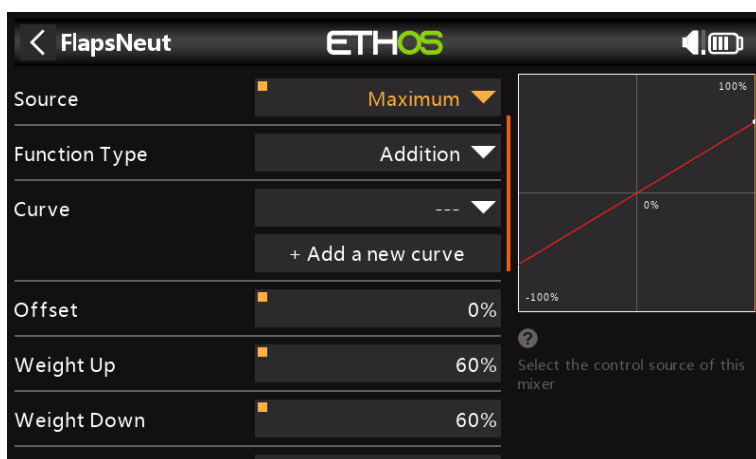 FlapsNeut
ETHOS
Source
Maximum
Function Type
Addition
Curve
---
+ Add a new curve
Offset
0%
Weight Up
60%
Weight Down
60%
100%
0%
-100%
?
Select the control source of this
mixer